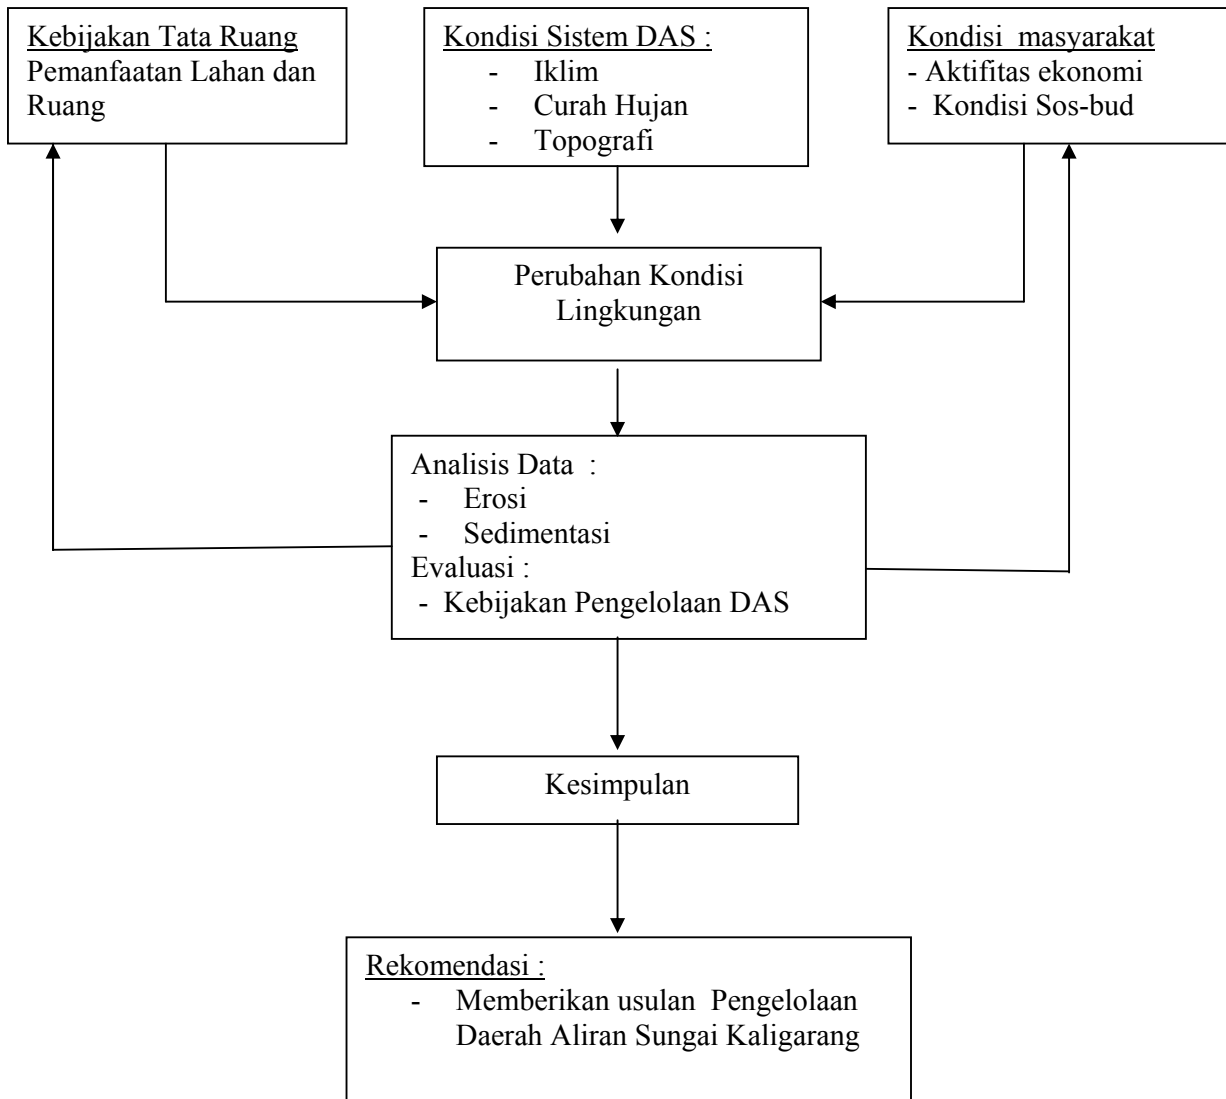 Kebijakan Tata Ruang
Pemanfaatan Lahan dan
Ruang
Kondisi Sistem DAS :
- Iklim
- Curah Hujan
- Topografi
Kondisi masyarakat
- Aktifitas ekonomi
- Kondisi Sos-bud
Perubahan Kondisi
Lingkungan
Analisis Data :
- Erosi
- Sedimentasi
Evaluasi :
- Kebijakan Pengelolaan DAS
Kesimpulan
Rekomendasi :
- Memberikan usulan Pengelolaan
Daerah Aliran Sungai Kaligarang